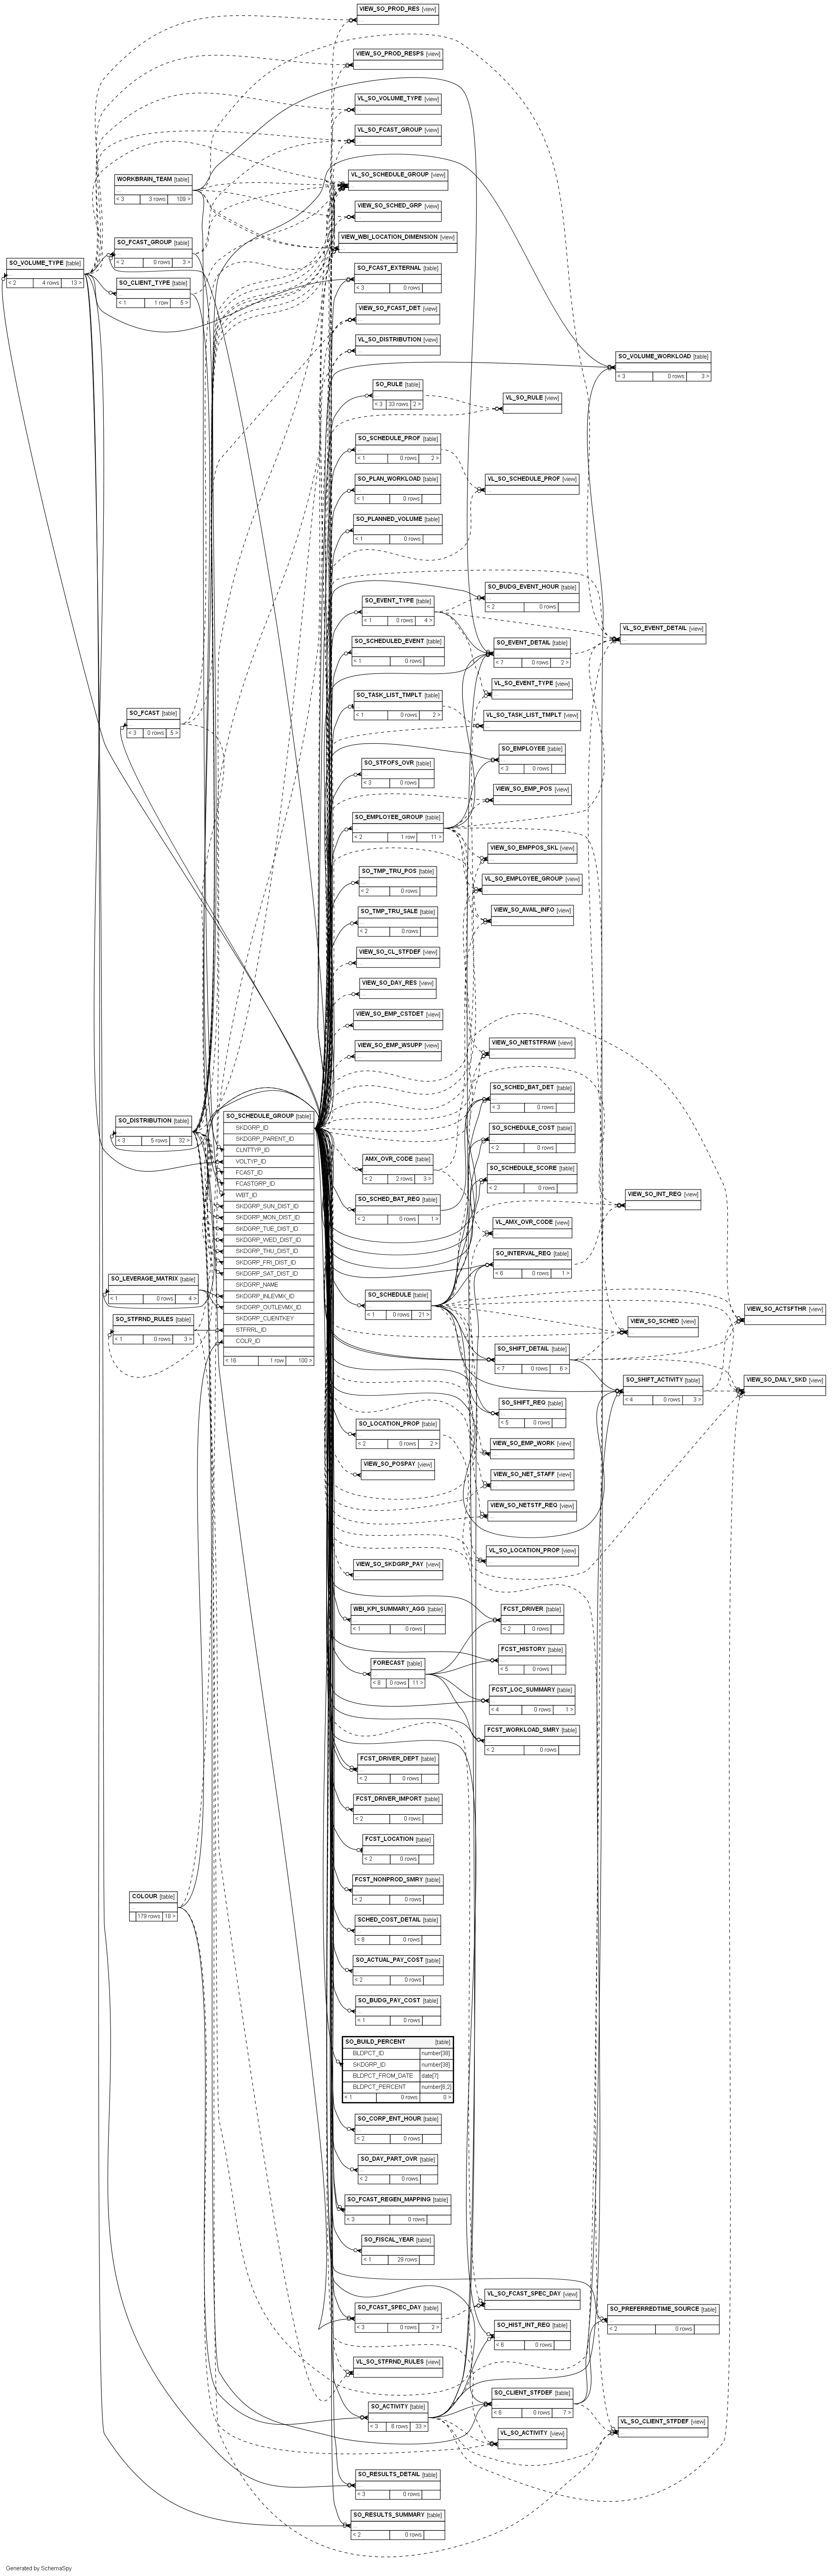 VIEW_SO_PROD_RES [view]
...
VIEW_SO_PROD_RESPS [view]
...
VL_SO_VOLUME_TYPE [view]
...
VL_SO_FCAST_GROUP [view]
...
WORKBRAIN_TEAM [table]
...
< 3 3 rows 109 >
VL_SO_SCHEDULE_GROUP [view]
...
VIEW_SO_SCHED_GRP [view]
...
VIEW_WBI_LOCATION_DIMENSION [view]
...
SO_FCAST_GROUP [table]
...
< 2 0 rows 3 >
SO_VOLUME_TYPE [table]
...
< 2 4 rows 13 >
SO_CLIENT_TYPE [table]
...
< 1 1 row 5 >
SO_FCAST_EXTERNAL [table]
...
< 3 0 rows
VIEW_SO_FCAST_DET [view]
...
VL_SO_DISTRIBUTION [view]
...
SO_VOLUME_WORKLOAD [table]
...
< 3 0 rows 3 >
SO_RULE [table]
...
< 3 33 rows 2 >
VL_SO_RULE [view]
...
SO_SCHEDULE_PROF [table]
...
< 1 0 rows 2 >
SO_PLAN_WORKLOAD [table]
...
< 1 0 rows
VL_SO_SCHEDULE_PROF [view]
...
SO_PLANNED_VOLUME [table]
...
< 1 0 rows
SO_BUDG_EVENT_HOUR [table]
...
< 2 0 rows
SO_EVENT_TYPE [table]
...
< 1 0 rows 4 >
VL_SO_EVENT_DETAIL [view]
...
SO_SCHEDULED_EVENT [table]
...
< 1 0 rows
SO_EVENT_DETAIL [table]
...
< 7 0 rows 2 >
VL_SO_EVENT_TYPE [view]
...
SO_TASK_LIST_TMPLT [table]
...
< 1 0 rows 2 >
VL_SO_TASK_LIST_TMPLT [view]
...
SO_FCAST [table]
...
< 3 0 rows 5 >
SO_EMPLOYEE [table]
...
< 3 0 rows
SO_STFOFS_OVR [table]
...
< 3 0 rows
VIEW_SO_EMP_POS [view]
...
SO_EMPLOYEE_GROUP [table]
...
< 2 1 row 11 >
VIEW_SO_EMPPOS_SKL [view]
...
SO_TMP_TRU_POS [table]
...
< 2 0 rows
VL_SO_EMPLOYEE_GROUP [view]
...
SO_TMP_TRU_SALE [table]
...
< 2 0 rows
VIEW_SO_AVAIL_INFO [view]
...
VIEW_SO_CL_STFDEF [view]
...
VIEW_SO_DAY_RES [view]
...
VIEW_SO_EMP_CSTDET [view]
...
VIEW_SO_EMP_WSUPP [view]
...
VIEW_SO_NETSTFRAW [view]
...
SO_SCHED_BAT_DET [table]
...
< 3 0 rows
SO_DISTRIBUTION [table]
...
< 3 5 rows 32 >
SO_SCHEDULE_GROUP [table]
SKDGRP_ID
SKDGRP_PARENT_ID
CLNTTYP_ID
VOLTYP_ID
FCAST_ID
FCASTGRP_ID
WBT_ID
SKDGRP_SUN_DIST_ID
SKDGRP_MON_DIST_ID
SKDGRP_TUE_DIST_ID
SKDGRP_WED_DIST_ID
SKDGRP_THU_DIST_ID
SKDGRP_FRI_DIST_ID
SKDGRP_SAT_DIST_ID
SKDGRP_NAME
SKDGRP_INLEVMX_ID
SKDGRP_OUTLEVMX_ID
SKDGRP_CLIENTKEY
STFRRL_ID
COLR_ID
...
< 16 1 row 100 >
SO_SCHEDULE_COST [table]
...
< 2 0 rows
AMX_OVR_CODE [table]
...
< 2 2 rows 3 >
SO_SCHEDULE_SCORE [table]
...
< 2 0 rows
SO_SCHED_BAT_REQ [table]
...
< 2 0 rows 1 >
VL_AMX_OVR_CODE [view]
...
VIEW_SO_INT_REQ [view]
...
SO_INTERVAL_REQ [table]
...
< 6 0 rows 1 >
SO_LEVERAGE_MATRIX [table]
...
< 1 0 rows 4 >
SO_SCHEDULE [table]
...
< 1 0 rows 21 >
SO_STFRND_RULES [table]
...
< 1 0 rows 3 >
VIEW_SO_SCHED [view]
...
VIEW_SO_ACTSFTHR [view]
...
SO_SHIFT_DETAIL [table]
...
< 7 0 rows 6 >
SO_SHIFT_ACTIVITY [table]
...
< 4 0 rows 3 >
VIEW_SO_DAILY_SKD [view]
...
SO_SHIFT_REQ [table]
...
< 5 0 rows
SO_LOCATION_PROP [table]
...
< 2 0 rows 2 >
VIEW_SO_EMP_WORK [view]
...
VIEW_SO_POSPAY [view]
...
VIEW_SO_NET_STAFF [view]
...
VIEW_SO_NETSTF_REQ [view]
...
VL_SO_LOCATION_PROP [view]
...
VIEW_SO_SKDGRP_PAY [view]
...
WBI_KPI_SUMMARY_AGG [table]
...
< 1 0 rows
FCST_DRIVER [table]
...
< 2 0 rows
FCST_HISTORY [table]
...
< 5 0 rows
FORECAST [table]
...
< 8 0 rows 11 >
FCST_LOC_SUMMARY [table]
...
< 4 0 rows 1 >
FCST_WORKLOAD_SMRY [table]
...
< 2 0 rows
FCST_DRIVER_DEPT [table]
...
< 2 0 rows
FCST_DRIVER_IMPORT [table]
...
< 2 0 rows
FCST_LOCATION [table]
...
< 2 0 rows
FCST_NONPROD_SMRY [table]
...
< 2 0 rows
COLOUR [table]
...
179 rows 18 >
SCHED_COST_DETAIL [table]
...
< 8 0 rows
SO_ACTUAL_PAY_COST [table]
...
< 2 0 rows
SO_BUDG_PAY_COST [table]
...
< 1 0 rows
SO_BUILD_PERCENT [table]
BLDPCT_ID number[38]
SKDGRP_ID number[38]
BLDPCT_FROM_DATE date[7]
BLDPCT_PERCENT number[6,2]
< 1 0 rows 0 >
SO_CORP_ENT_HOUR [table]
...
< 2 0 rows
SO_DAY_PART_OVR [table]
...
< 2 0 rows
SO_FCAST_REGEN_MAPPING [table]
...
< 3 0 rows
SO_FISCAL_YEAR [table]
...
< 1 29 rows
VL_SO_FCAST_SPEC_DAY [view]
...
SO_FCAST_SPEC_DAY [table]
...
< 3 0 rows 2 >
SO_PREFERREDTIME_SOURCE [table]
...
< 2 0 rows
SO_HIST_INT_REQ [table]
...
< 6 0 rows
VL_SO_STFRND_RULES [view]
...
SO_CLIENT_STFDEF [table]
...
< 6 0 rows 7 >
SO_ACTIVITY [table]
...
< 3 6 rows 33 >
VL_SO_CLIENT_STFDEF [view]
...
VL_SO_ACTIVITY [view]
...
SO_RESULTS_DETAIL [table]
...
< 3 0 rows
SO_RESULTS_SUMMARY [table]
...
< 2 0 rows
Generated by SchemaSpy